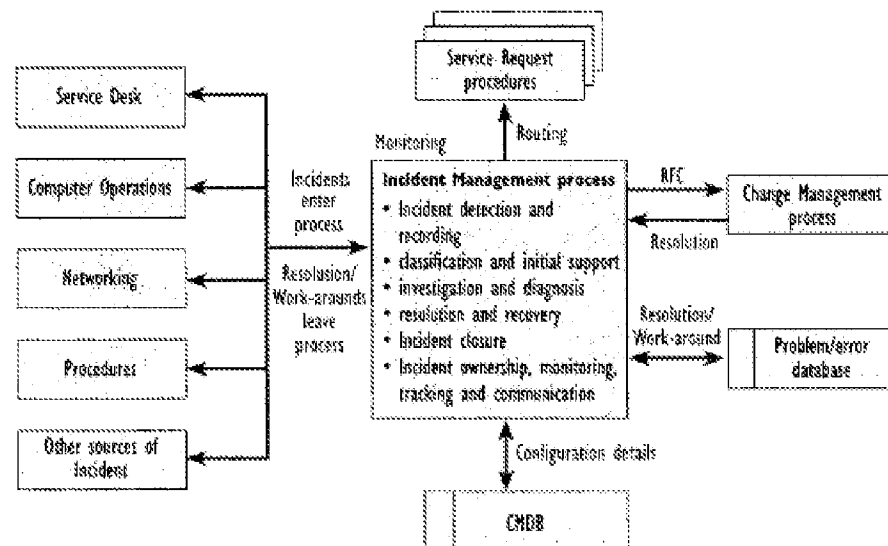 Service Request
procedures
Service Desk
Monitoring
Routing
Computer Operations
Incidents
enter
process
Incident Management process
• Incident detection and
recording
• classification and initial support
• investigation and diagnosis
• resolution and recovery
• Incident closure
• Incident ownership, monitoring,
tracking and communication
RFC
Change Management
process
Resolution
Networking
Resolution/
Work-arounds
leave
process
Resolution/
Work-around
Problem/error
database
Procedures
Other sources of
Incident
Configuration details
CMDB